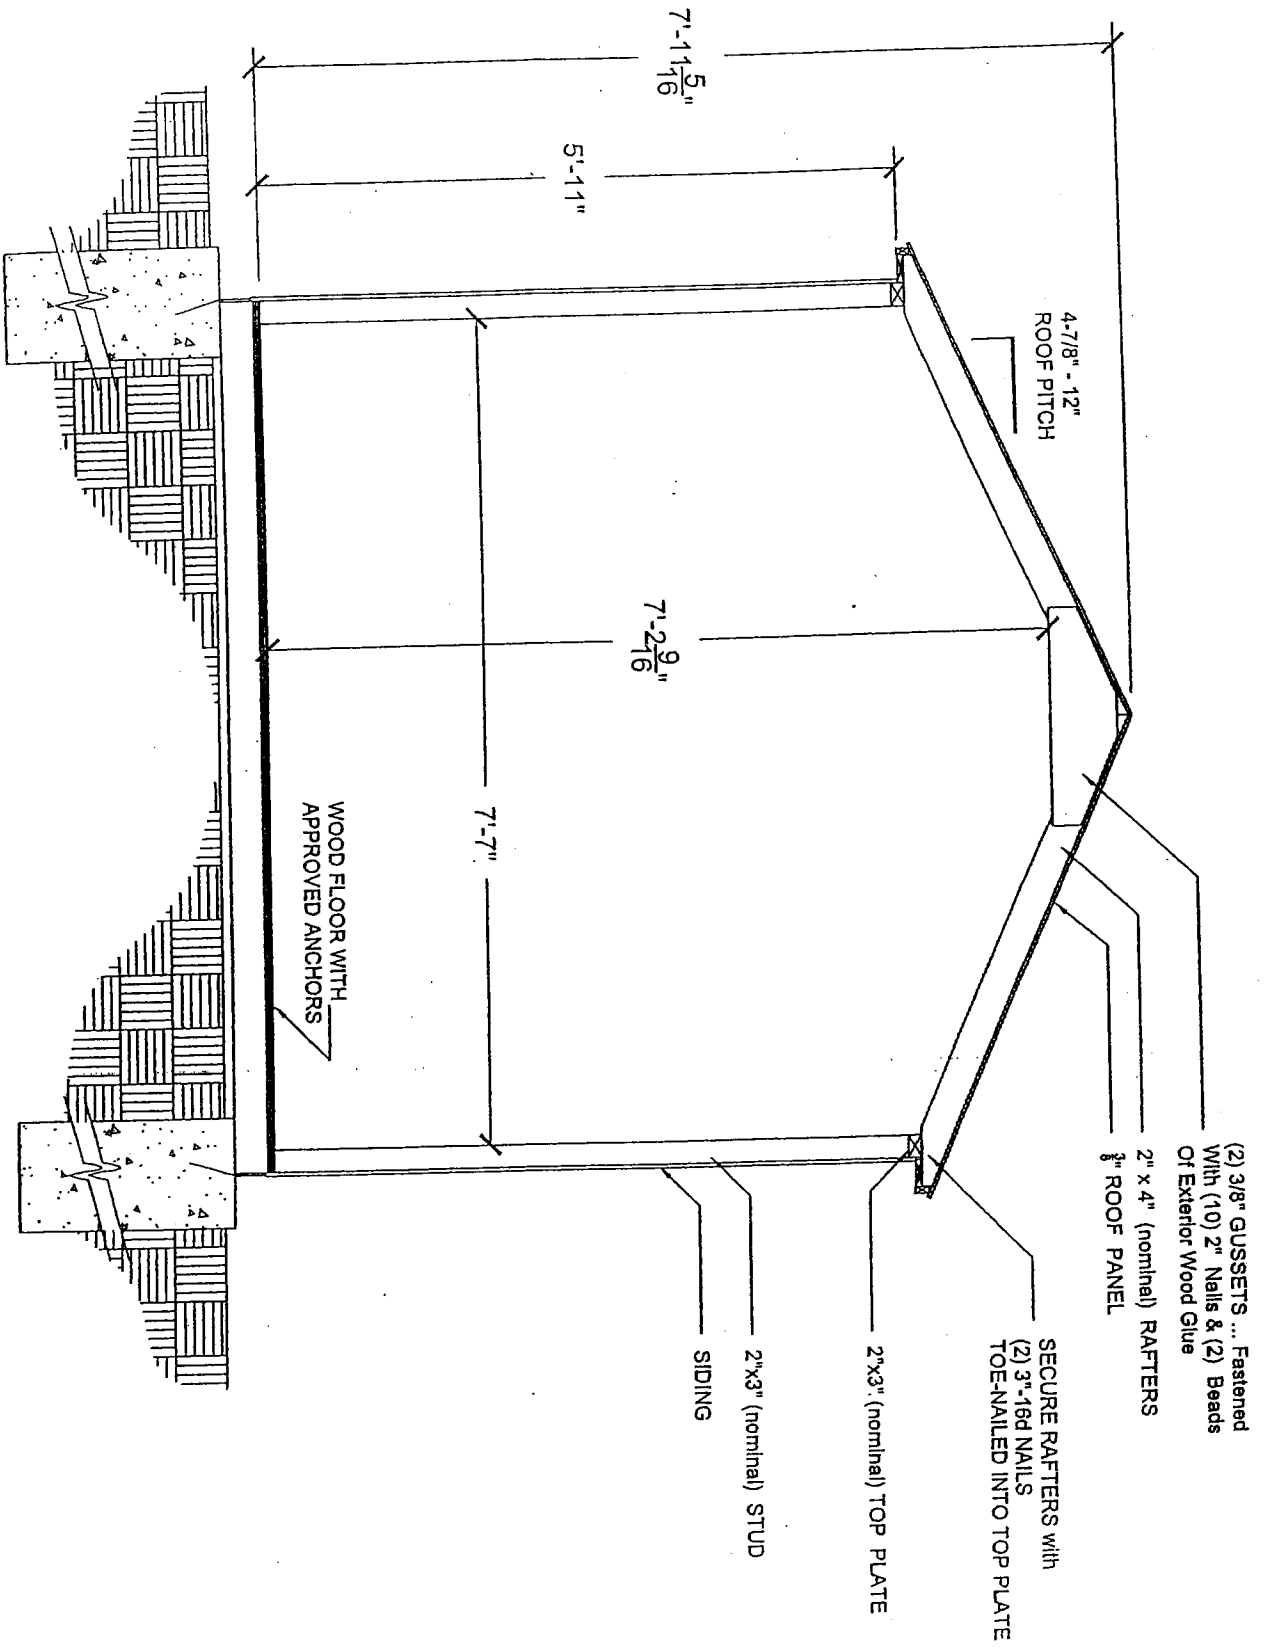 (2) 3/8" GUSSETS ... Fastened
With (10) 2" Nails & (2) Beads
Of Exterior Wood Glue
2" x 4" (nominal) RAFTERS
3/8" ROOF PANEL
SECURE RAFTERS with
(2) 3"-16d NAILS
TOE-NAILED INTO TOP PLATE
2"x3" (nominal) TOP PLATE
2"x3" (nominal) STUD
SIDING
4-7/8" - 12"
ROOF PITCH
7'-11 5/16"
5'-11"
7'-2 9/16"
7'-7"
WOOD FLOOR WITH
APPROVED ANCHORS